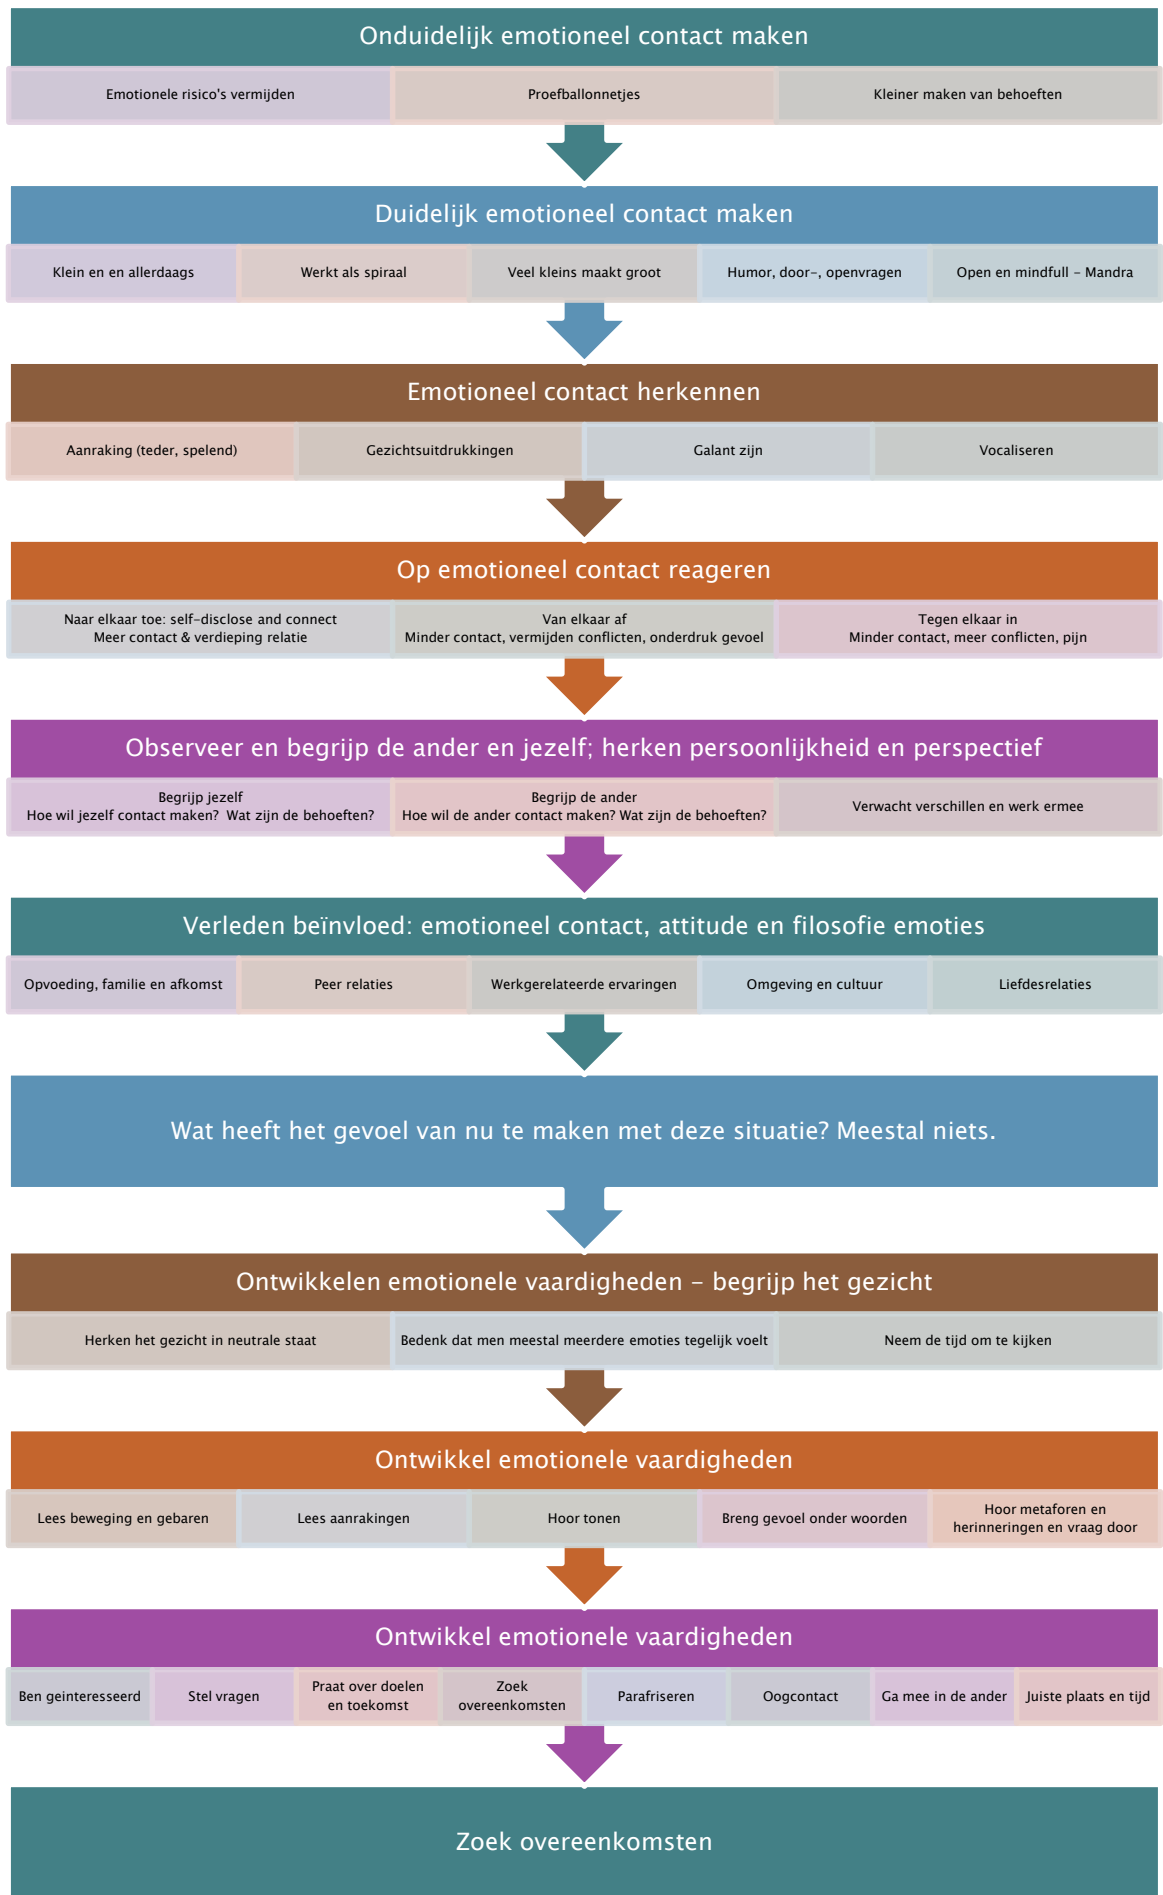 Onduidelijk emotioneel contact maken
Emotionele risico's vermijden
Proefballonnetjes
Kleiner maken van behoeften
Duidelijk emotioneel contact maken
Klein en en allerdaags
Werkt als spiraal
Veel kleins maakt groot
Humor, door-, openvragen
Open en mindfull – Mandra
Emotioneel contact herkennen
Aanraking (teder, spelend)
Gezichtsuitdrukkingen
Galant zijn
Vocaliseren
Op emotioneel contact reageren
Naar elkaar toe: self-disclose and connect
Meer contact & verdieping relatie
Van elkaar af
Minder contact, vermijden conflicten, onderdruk gevoel
Tegen elkaar in
Minder contact, meer conflicten, pijn
Observeer en begrijp de ander en jezelf; herken persoonlijkheid en perspectief
Begrijp jezelf
Hoe wil jezelf contact maken?  Wat zijn de behoeften?
Begrijp de ander
Hoe wil de ander contact maken? Wat zijn de behoeften?
Verwacht verschillen en werk ermee
Verleden beïnvloed: emotioneel contact, attitude en filosofie emoties
Opvoeding, familie en afkomst
Peer relaties
Werkgerelateerde ervaringen
Omgeving en cultuur
Liefdesrelaties
Wat heeft het gevoel van nu te maken met deze situatie? Meestal niets.
Ontwikkelen emotionele vaardigheden – begrijp het gezicht
Herken het gezicht in neutrale staat
Bedenk dat men meestal meerdere emoties tegelijk voelt
Neem de tijd om te kijken
Ontwikkel emotionele vaardigheden
Lees beweging en gebaren
Lees aanrakingen
Hoor tonen
Breng gevoel onder woorden
Hoor metaforen en
herinneringen en vraag door
Ontwikkel emotionele vaardigheden
Ben geinteresseerd
Stel vragen
Praat over doelen
en toekomst
Zoek
overeenkomsten
Parafriseren
Oogcontact
Ga mee in de ander
Juiste plaats en tijd
Zoek overeenkomsten